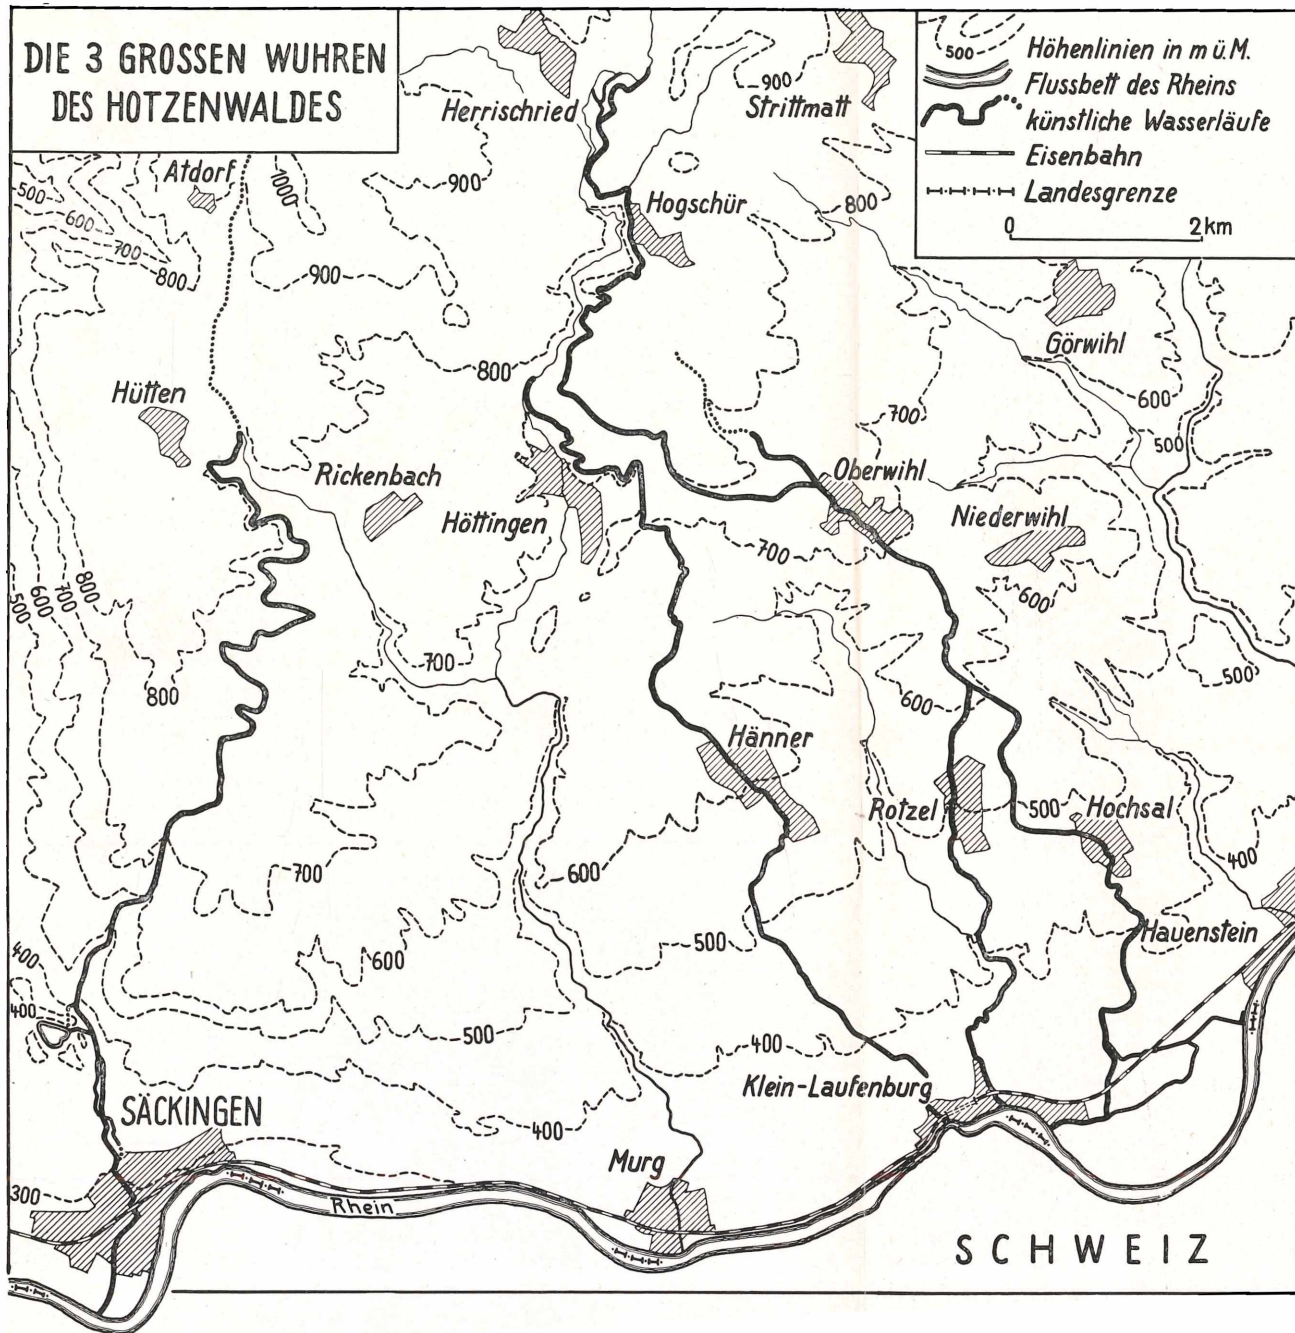 DIE 3 GROSSEN WUHREN
DES HOTZENWALDES
500 Höhenlinien in m ü.M.
Flussbett des Rheins
künstliche Wasserläufe
Eisenbahn
Landesgrenze
0 2 km
Herrischried
900
Strittmatt
Atdorf
500
600
700
800
1000
900
900
Hogschür
800
Görwihl
800
Hütten
700
600
500
Rickenbach
Höttingen
Oberwihl
Niederwihl
700
600
500
600
700
800
800
700
600
500
Hänner
Rotzel
500
Hochsal
400
700
600
600
500
Hauenstein
400
400
500
400
Klein-Laufenburg
SÄCKINGEN
400
Murg
300
Rhein
SCHWEIZ